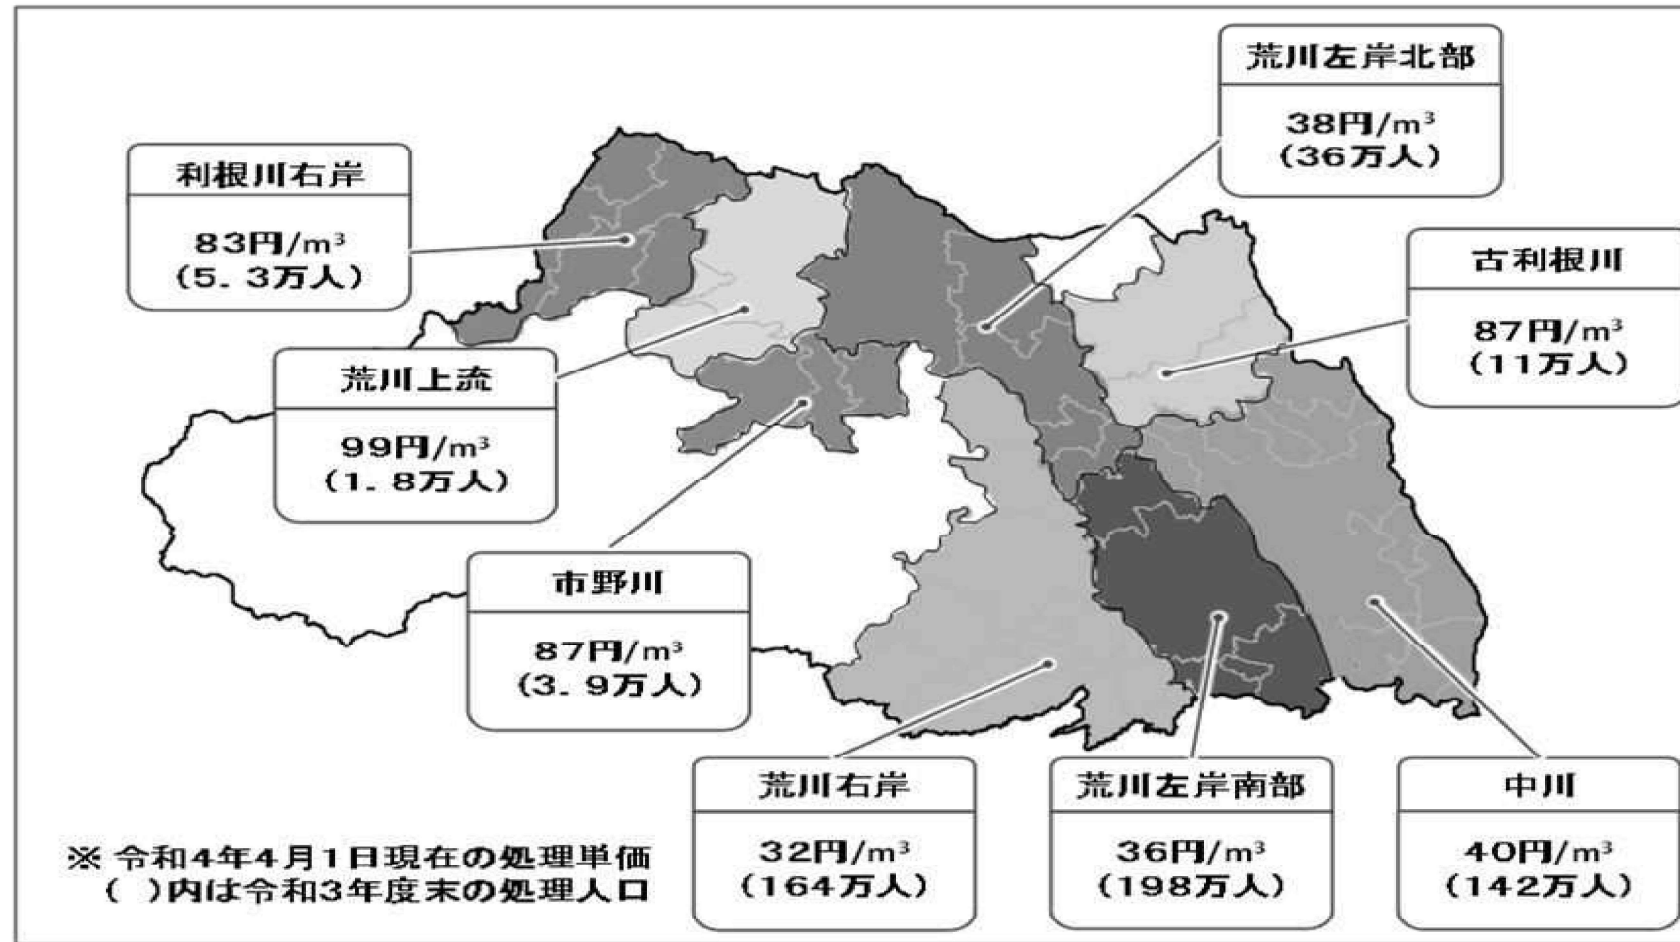 荒川左岸北部
38円/m³
(36万人)
利根川右岸
83円/m³
(5.3万人)
古利根川
87円/m³
(11万人)
荒川上流
99円/m³
(1.8万人)
市野川
87円/m³
(3.9万人)
荒川右岸
32円/m³
(164万人)
荒川左岸南部
36円/m³
(198万人)
中川
40円/m³
(142万人)
※令和4年4月1日現在の処理単価
( )内は令和3年度末の処理人口